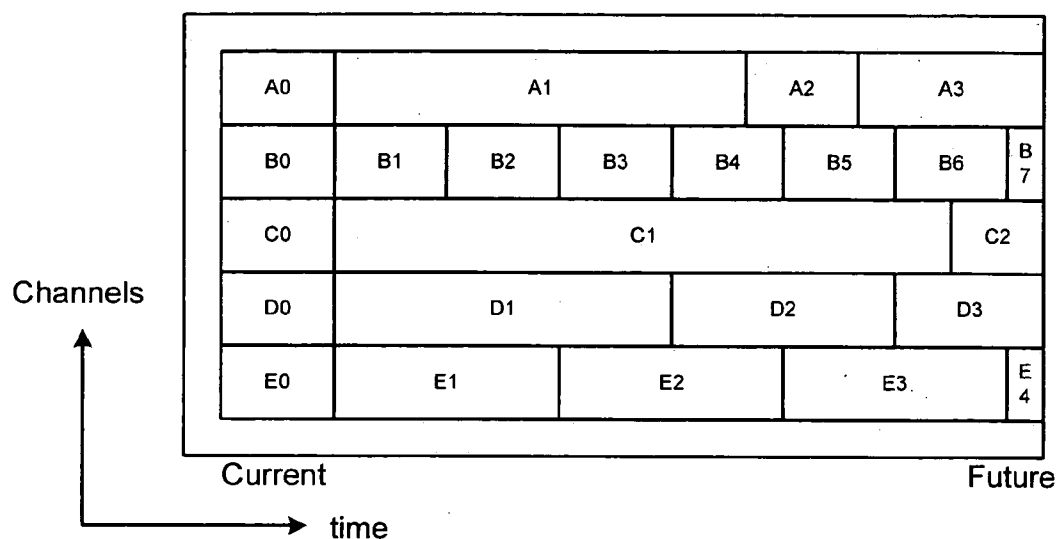 A0 A1 A2 A3
B0 B1 B2 B3 B4 B5 B6 B
7
C0 C1 C2
Channels
D0 D1 D2 D3
E0 E1 E2 E3 E
4
Current Future
time